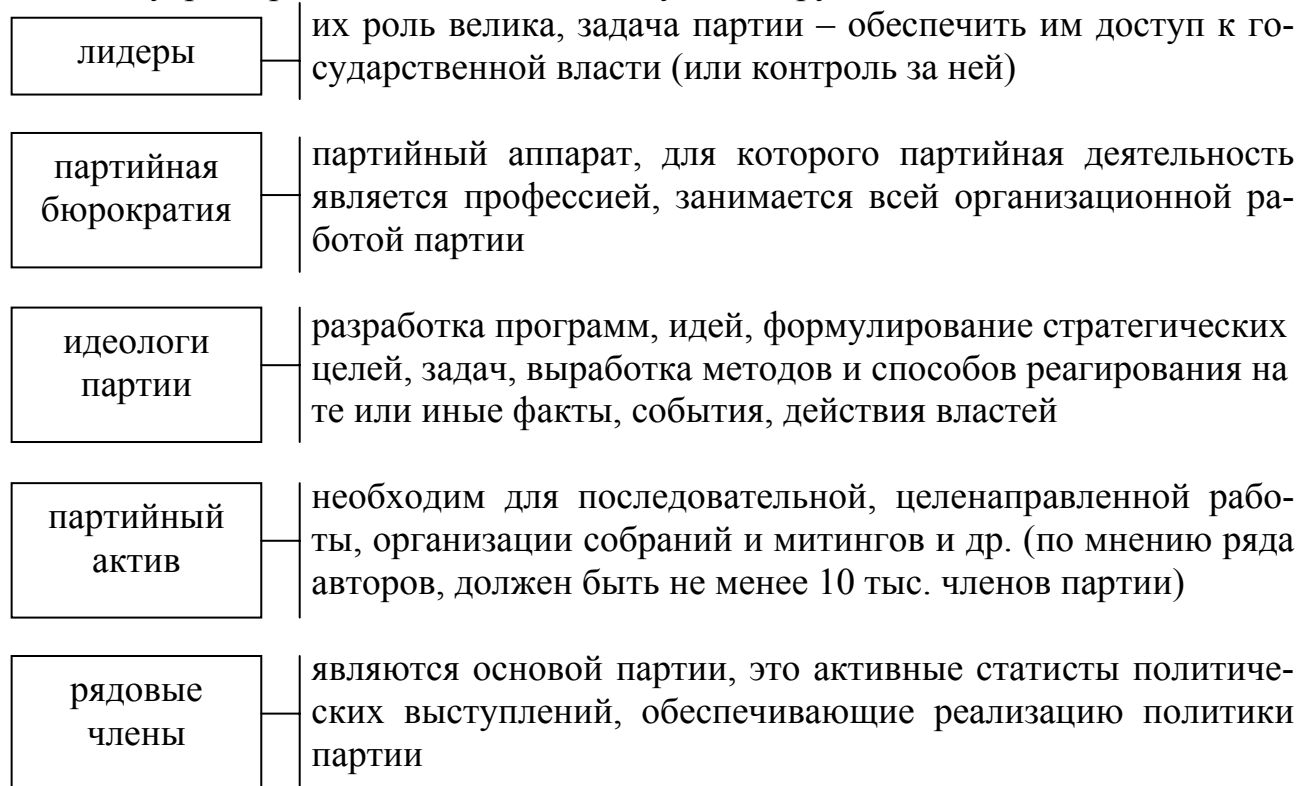 лидеры
их роль велика, задача партии – обеспечить им доступ к го-
сударственной власти (или контроль за ней)
партийная
бюрократия
партийный аппарат, для которого партийная деятельность
является профессией, занимается всей организационной ра-
ботой партии
идеологи
партии
разработка программ, идей, формулирование стратегических
целей, задач, выработка методов и способов реагирования на
те или иные факты, события, действия властей
партийный
актив
необходим для последовательной, целенаправленной рабо-
ты, организации собраний и митингов и др. (по мнению ряда
авторов, должен быть не менее 10 тыс. членов партии)
рядовые
члены
являются основой партии, это активные статисты политиче-
ских выступлений, обеспечивающие реализацию политики
партии